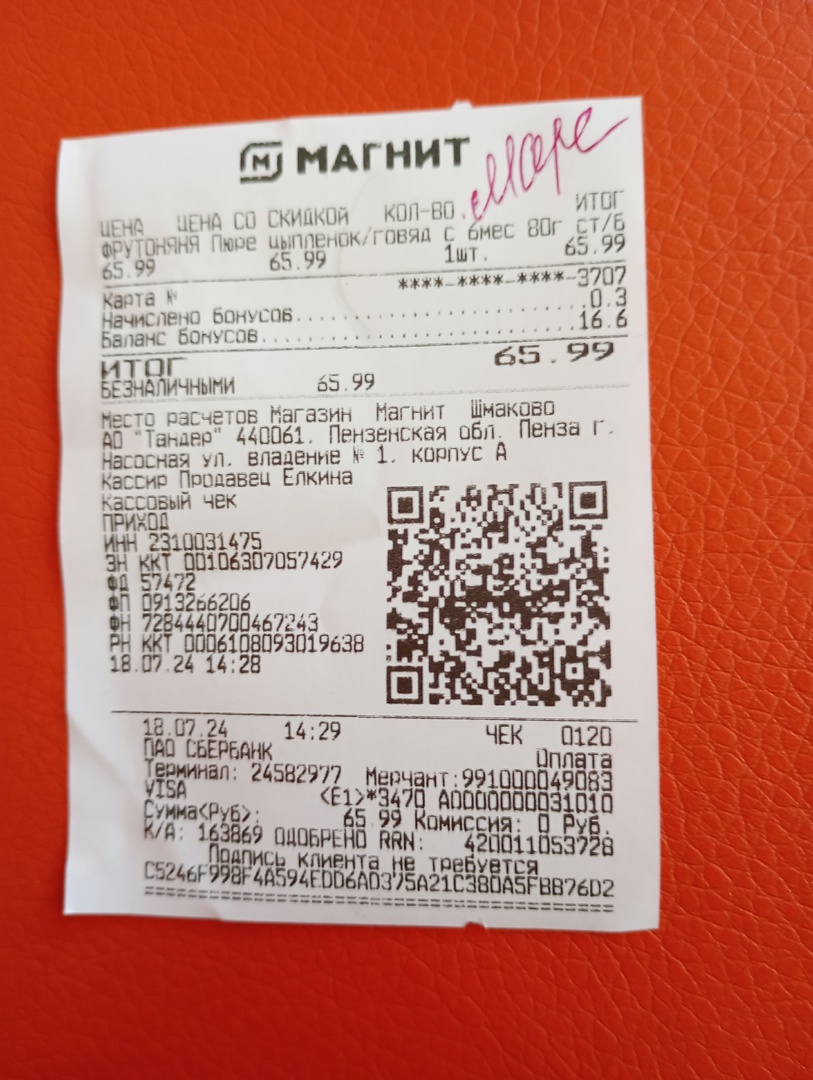 МАГНИТ
ЦЕНА ЦЕНА СО СКИДКОЙ КОЛ-ВО ИТОГ
ФРУТОНЯНЯ Пюре цыпленок/говяд с 6мес 80г ст/б
65.99 65.99 1шт. 65.99
Карта № ****-****-****-3707
Начислено бонусов..............................0.3
Баланс бонусов..............................16.6
ИТОГ 65.99
БЕЗНАЛИЧНЫМИ 65.99
Место расчетов Магазин Магнит Шмаково
АО "Тандер" 440061, Пензенская обл, Пенза г,
Насосная ул, владение № 1, корпус А
Кассир Продавец Елкина
Кассовый чек
ПРИХОД
ИНН 2310031475
ЗН ККТ 00106307057429
ФД 57472
ФП 0913266206
ФН 7284440700467243
РН ККТ 0006108093019638
18.07.24 14:28
18.07.24 14:29 ЧЕК 0120
ПАО СБЕРБАНК Оплата
Терминал: 24582977 Мерчант:991000049083
VISA <E1>*3470 A0000000031010
Сумма<Руб>: 65.99 Комиссия: 0 Руб.
К/А: 163869 ОДОБРЕНО RRN: 420011053728
Подпись клиента не требуется
C5246F998F4A594EDD6AD375A21C380A5FBB76D2
========================================